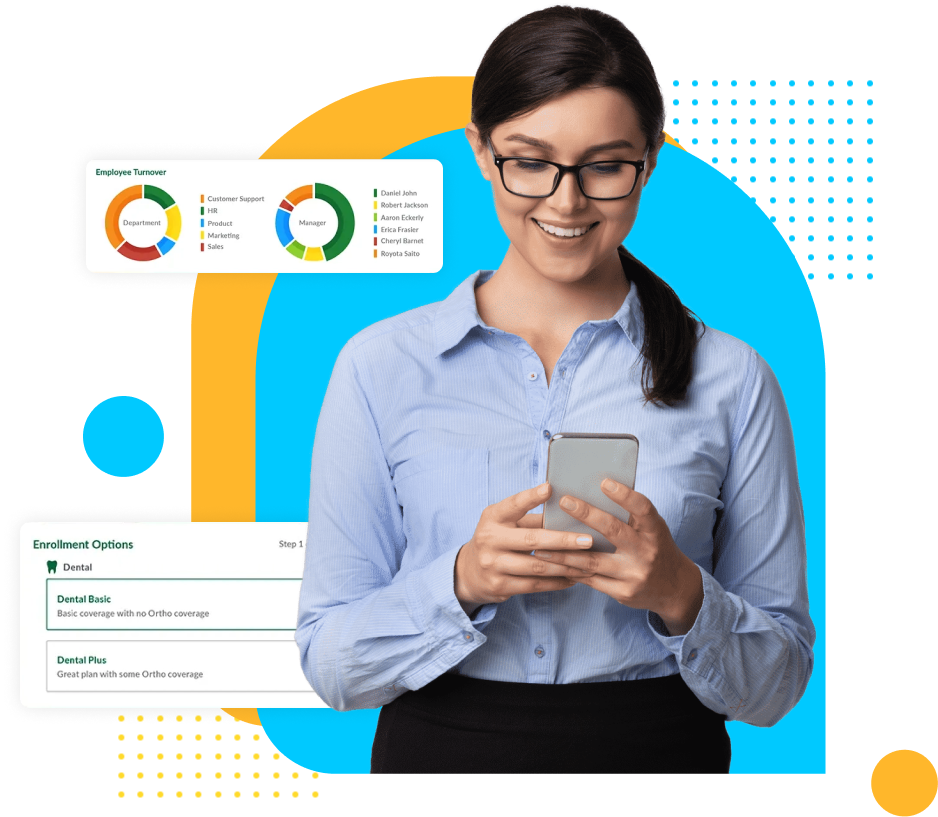 Employee Turnover
Department
Customer Support
HR
Product
Marketing
Sales
Manager
Daniel John
Robert Jackson
Aaron Eckerly
Erica Frasier
Cheryl Barnet
Royota Saito
Enrollment Options
Step 1
Dental
Dental Basic
Basic coverage with no Ortho coverage
Dental Plus
Great plan with some Ortho coverage